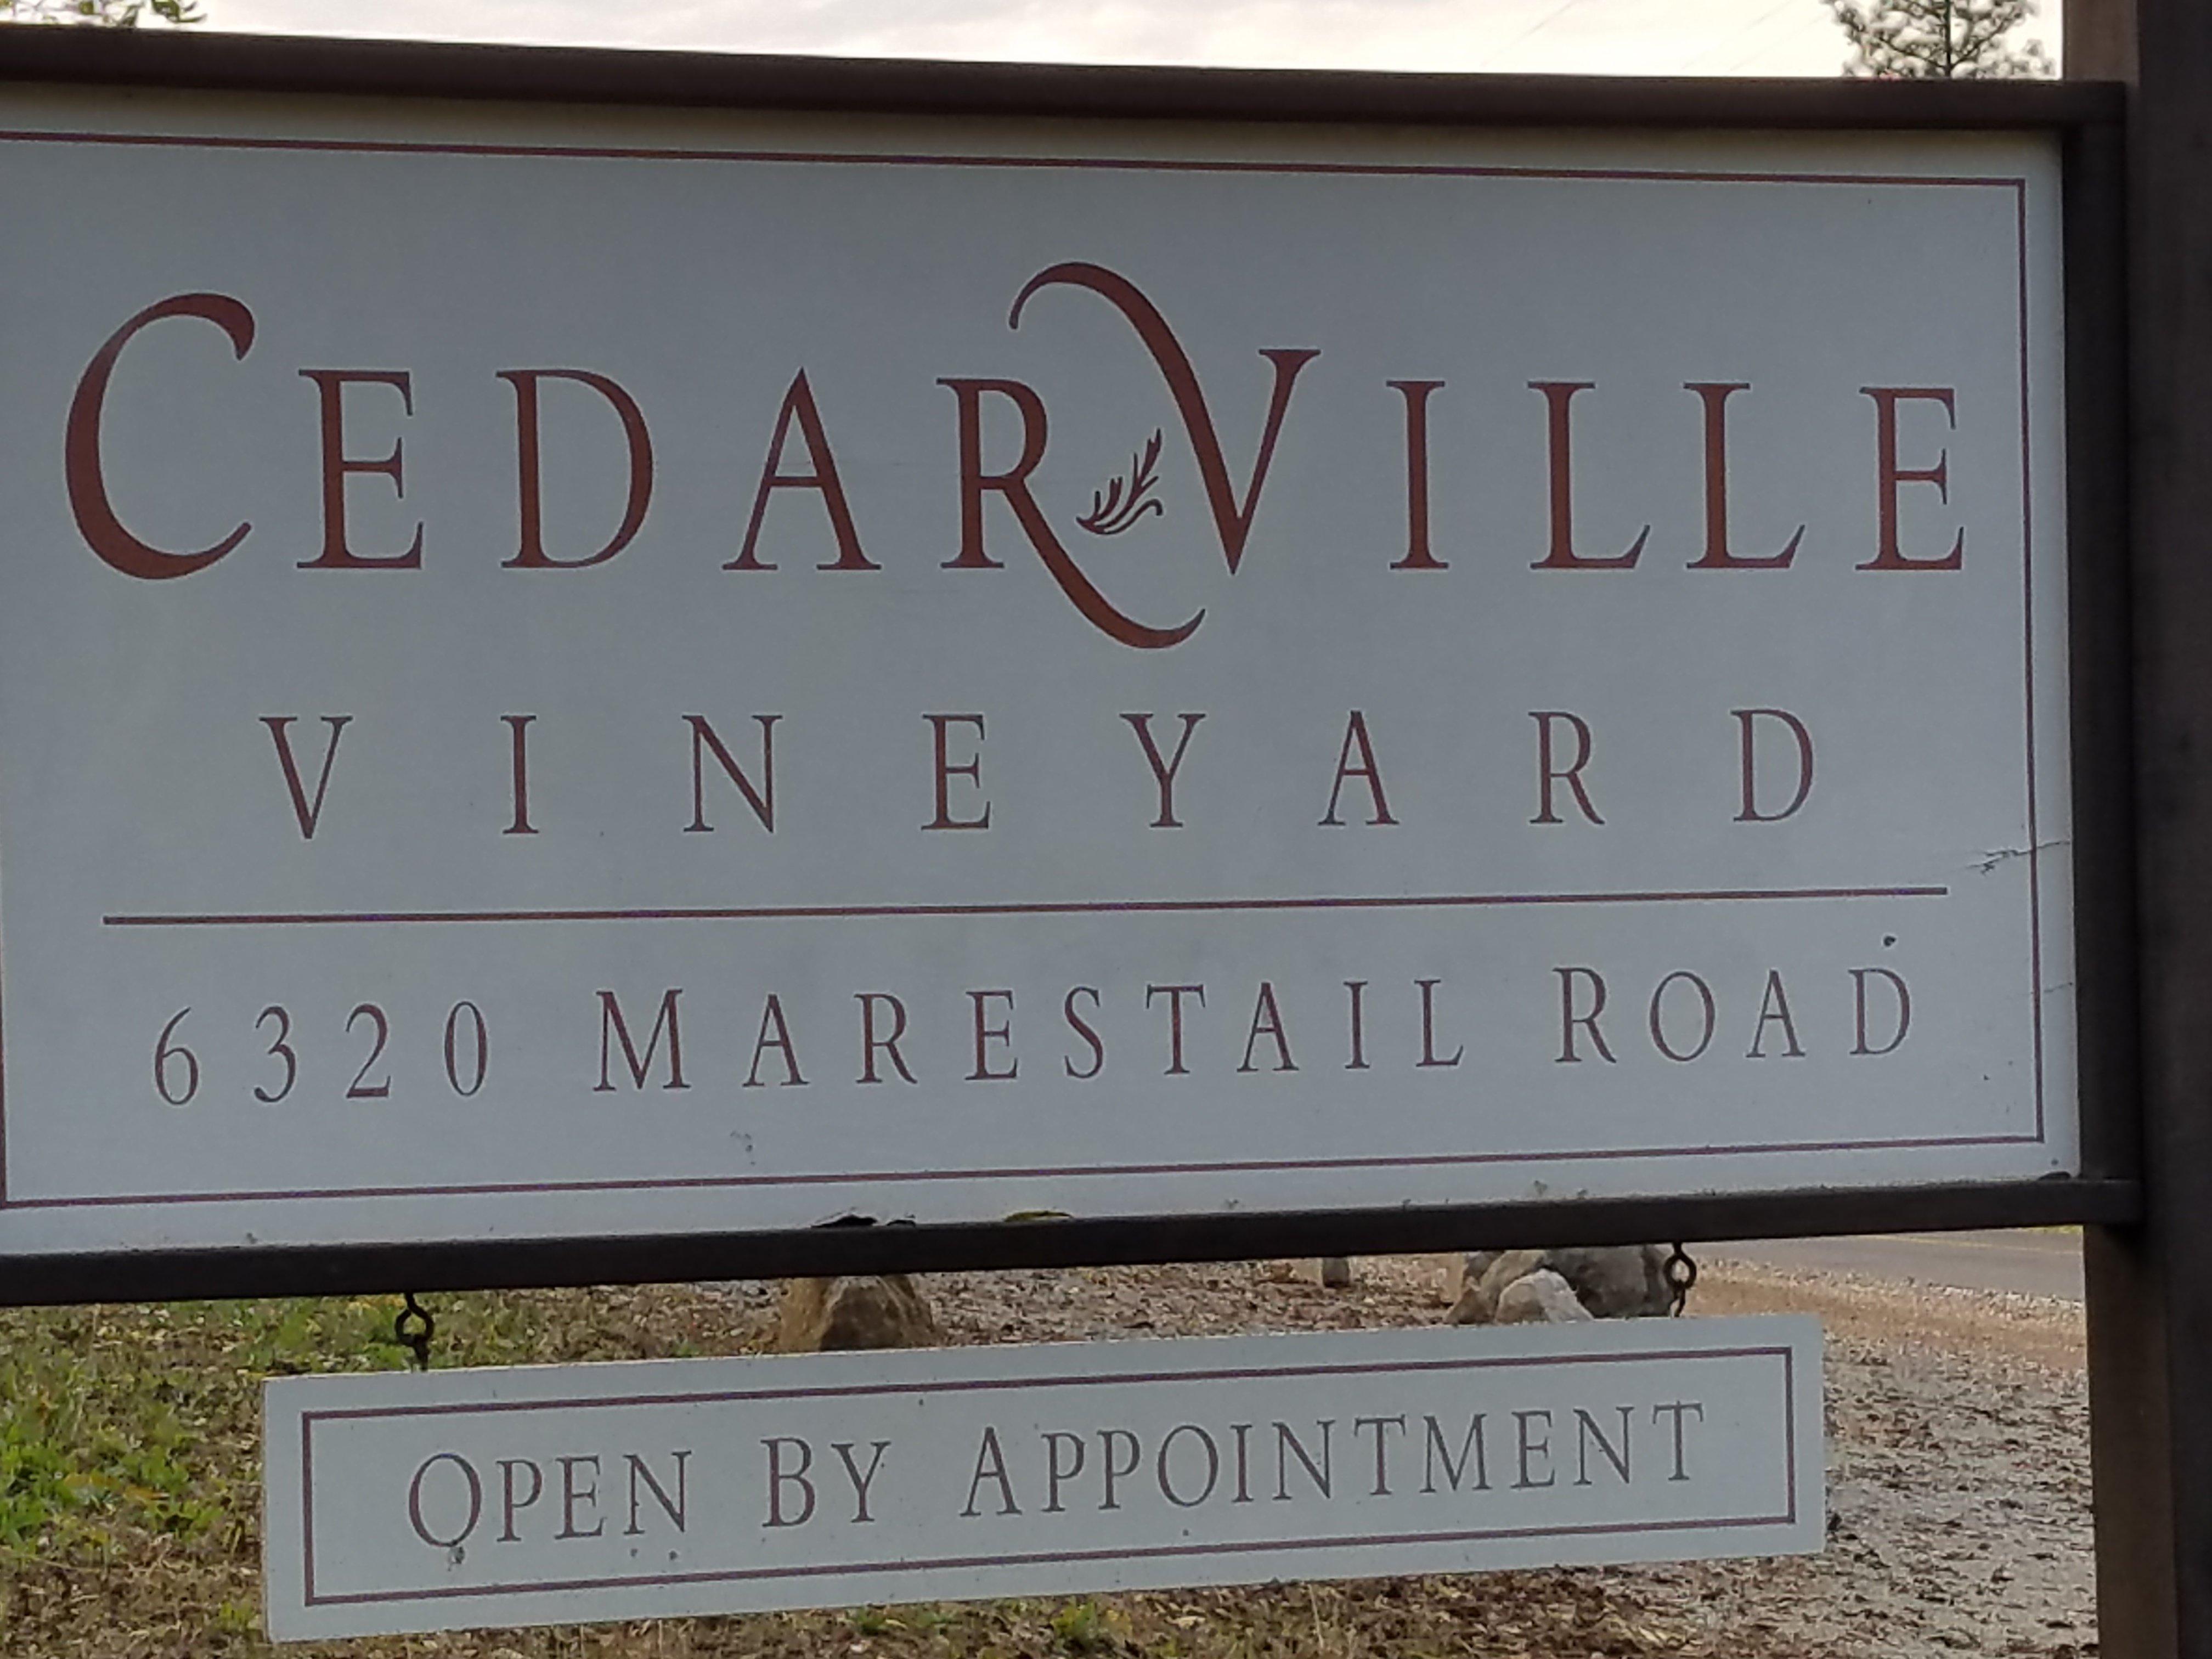 CEDARVILLE
VINEYARD
6320 MARESTAIL ROAD
OPEN BY APPOINTMENT